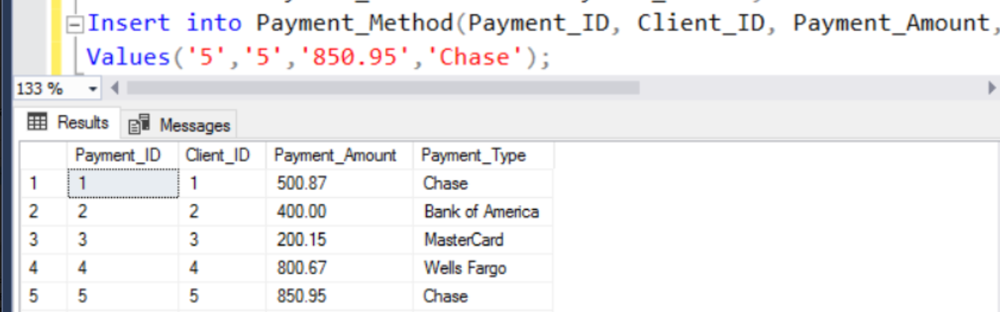 Insert into Payment_Method(Payment_ID, Client_ID, Payment_Amount,
Values('5','5','850.95','Chase');
133 %
Results Messages
Payment_ID Client_ID Payment_Amount Payment_Type
1 1 1 500.87 Chase
2 2 2 400.00 Bank of America
3 3 3 200.15 MasterCard
4 4 4 800.67 Wells Fargo
5 5 5 850.95 Chase